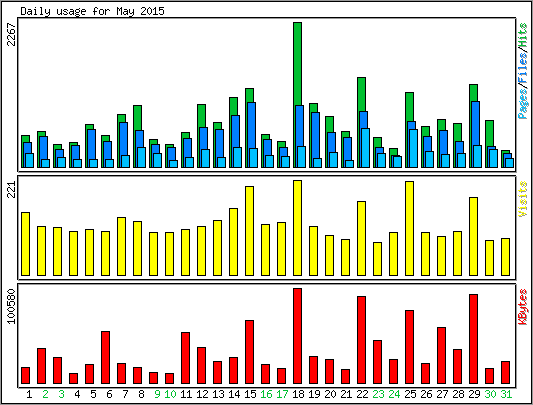 Daily usage for May 2015
2267
Pages/Files/Hits
221
Visits
100580
KBytes
1 2 3 4 5 6 7 8 9 10 11 12 13 14 15 16 17 18 19 20 21 22 23 24 25 26 27 28 29 30 31